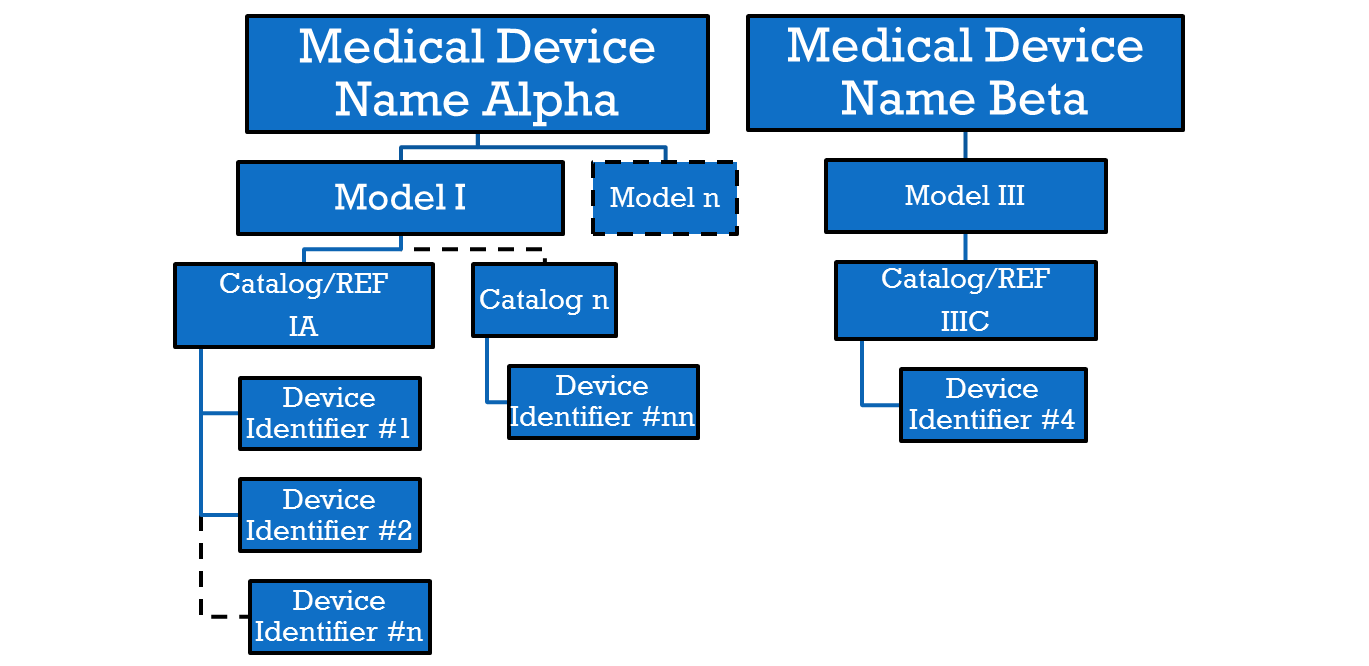 Medical Device
Name Alpha
Medical Device
Name Beta
Model I
Model n
Model III
Catalog/REF
IA
Catalog n
Catalog/REF
IIIC
Device
Identifier #1
Device
Identifier #nn
Device
Identifier #4
Device
Identifier #2
Device
Identifier #n